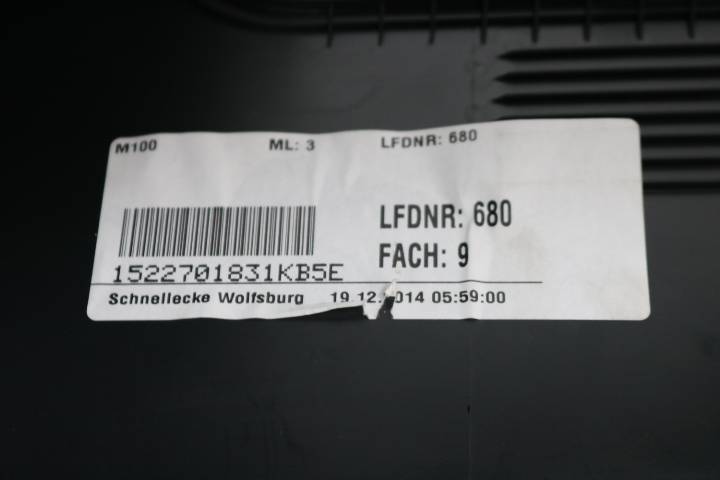 M100 ML: 3 LFDNR: 680
LFDNR: 680
FACH: 9
1522701831KB5E
Schnellecke Wolfsburg 19.12. 014 05:59:00